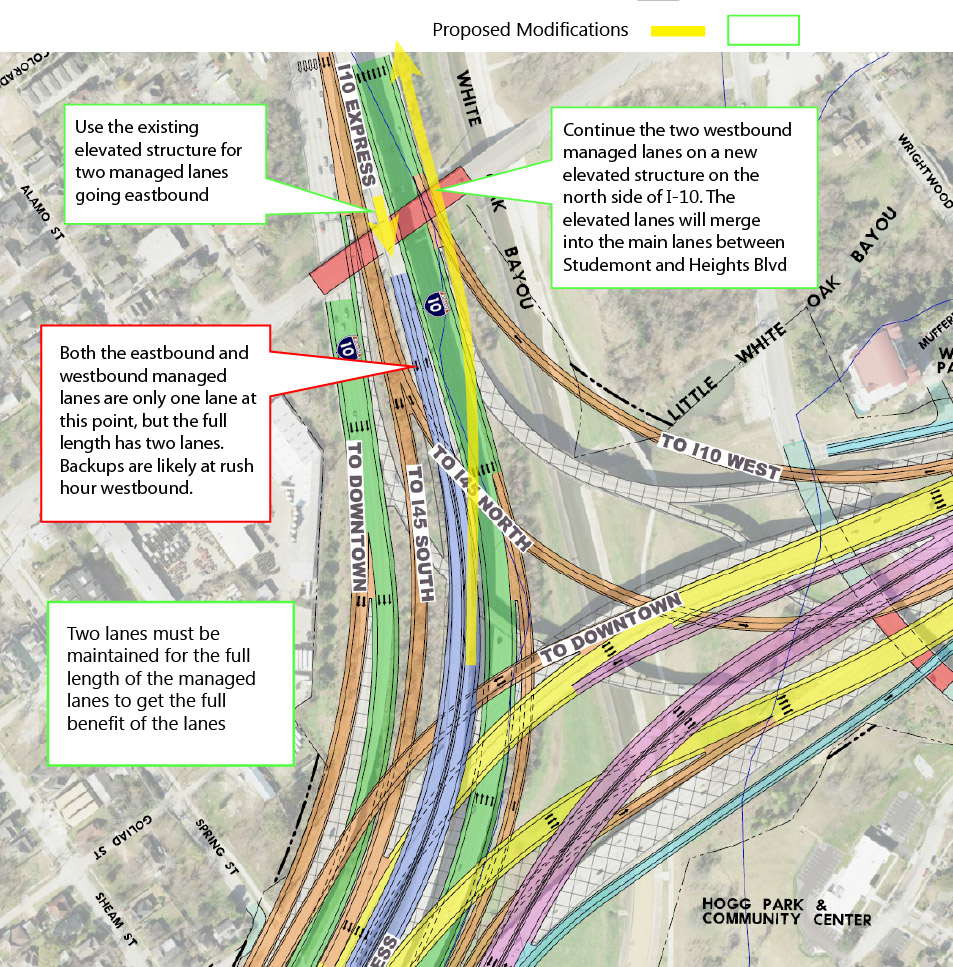 Proposed Modifications
COLORAD
I10 EXPRESS
WHITE
OAK
BAYOU
Use the existing
elevated structure for
two managed lanes
going eastbound
Continue the two westbound
managed lanes on a new
elevated structure on the
north side of I-10. The
elevated lanes will merge
into the main lanes between
Studemont and Heights Blvd
WRIGHTWOOD
ALAMO ST
LITTLE WHITE OAK BAYOU
10
10
MUFFER
W
PA
Both the eastbound and
westbound managed
lanes are only one lane at
this point, but the full
length has two lanes.
Backups are likely at rush
hour westbound.
TO DOWNTOWN
TO I45 SOUTH
TO I45 NORTH
TO I10 WEST
TO DOWNTOWN
Two lanes must be
maintained for the full
length of the managed
lanes to get the full
benefit of the lanes
GOLIAD ST
SPRING ST
SHEAM ST
HOGG PARK &
COMMUNITY CENTER
ESS